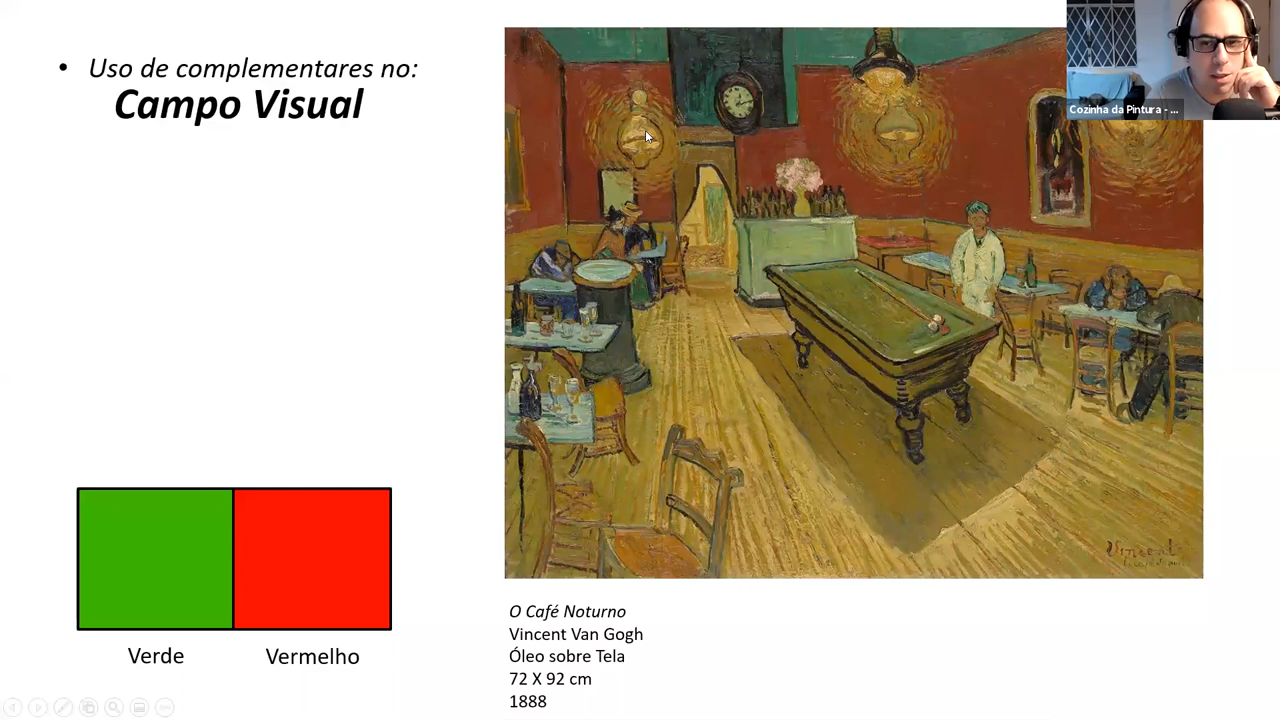 • Uso de complementares no:
Campo Visual
Cozinha da Pintura - ...
Vincent
Verde
Vermelho
O Café Noturno
Vincent Van Gogh
Óleo sobre Tela
72 X 92 cm
1888